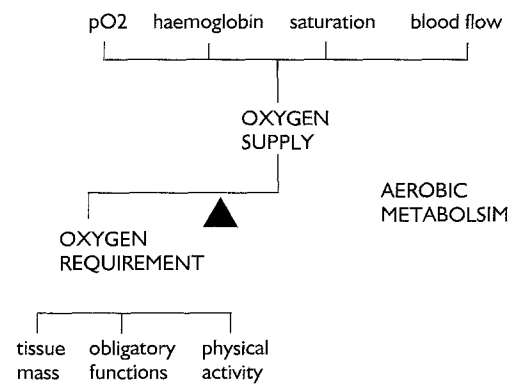 pO2 haemoglobin saturation blood flow
OXYGEN
SUPPLY
AEROBIC
METABOLSIM
OXYGEN
REQUIREMENT
tissue obligatory physical
mass functions activity